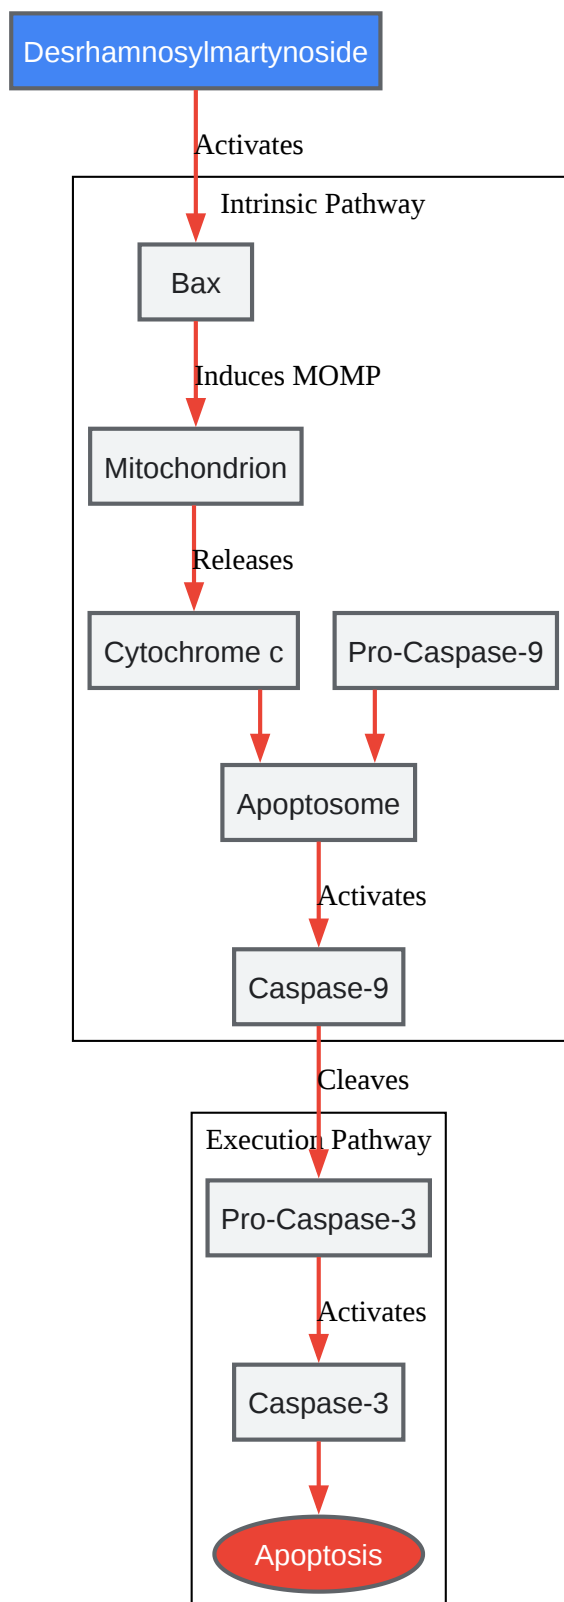 Desrhamnosylmartynoside
Activates
Intrinsic Pathway
Bax
Induces MOMP
Mitochondrion
Releases
Cytochrome c
Pro-Caspase-9
Apoptosome
Activates
Caspase-9
Cleaves
Execution Pathway
Pro-Caspase-3
Activates
Caspase-3
Apoptosis